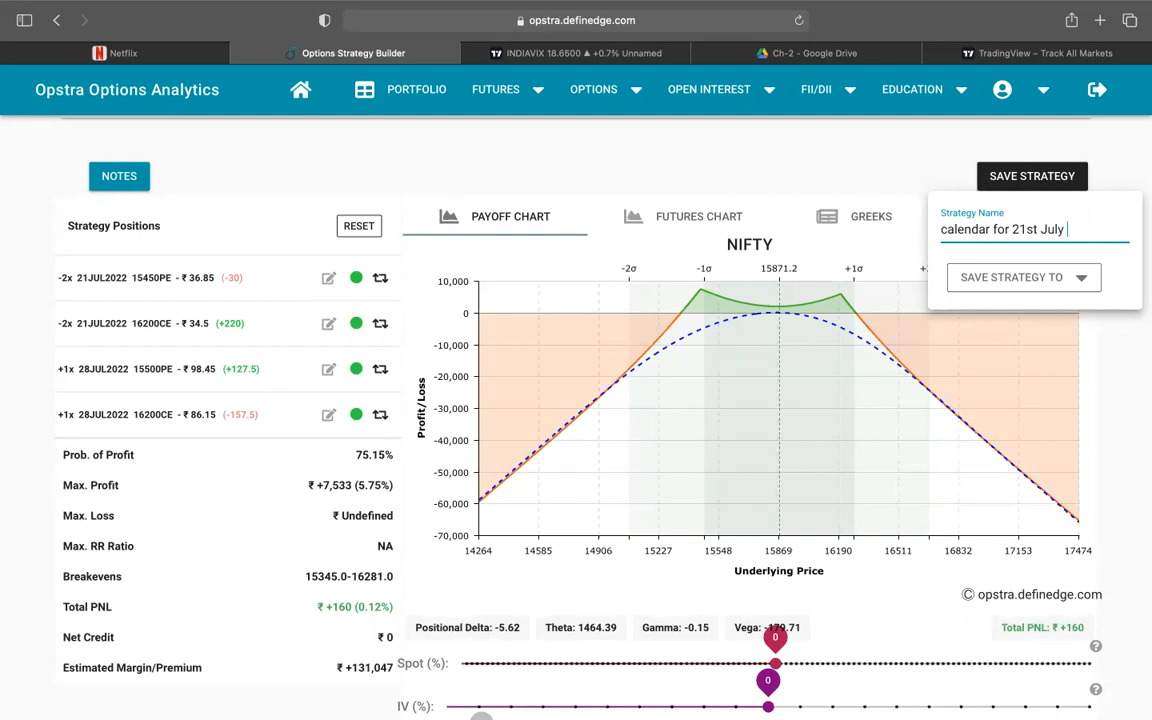 opstra.definedge.com
Netflix
Options Strategy Builder
INDIAVIX 18.6500 ▲ +0.7% Unnamed
Ch-2 - Google Drive
TradingView – Track All Markets
Opstra Options Analytics
PORTFOLIO
FUTURES
OPTIONS
OPEN INTEREST
FII/DII
EDUCATION
NOTES
SAVE STRATEGY
Strategy Name
calendar for 21st July
SAVE STRATEGY TO
Strategy Positions
RESET
PAYOFF CHART
FUTURES CHART
GREEKS
NIFTY
-2x 21JUL2022 15450PE - ₹ 36.85 (-30)
-2x 21JUL2022 16200CE - ₹ 34.5 (+220)
+1x 28JUL2022 15500PE - ₹ 98.45 (+127.5)
+1x 28JUL2022 16200CE - ₹ 86.15 (-157.5)
Prob. of Profit 75.15%
Max. Profit ₹ +7,533 (5.75%)
Max. Loss ₹ Undefined
Max. RR Ratio NA
Breakevens 15345.0-16281.0
Total PNL ₹ +160 (0.12%)
Net Credit ₹ 0
Estimated Margin/Premium ₹ +131,047
-2σ -1σ 15871.2 +1σ
10,000
0
-10,000
-20,000
-30,000
-40,000
-50,000
-60,000
-70,000
Profit/Loss
14264 14585 14906 15227 15548 15869 16190 16511 16832 17153 17474
Underlying Price
© opstra.definedge.com
Positional Delta: -5.62
Theta: 1464.39
Gamma: -0.15
Vega: -179.71
Total PNL: ₹ +160
Spot (%):
0
IV (%):
0